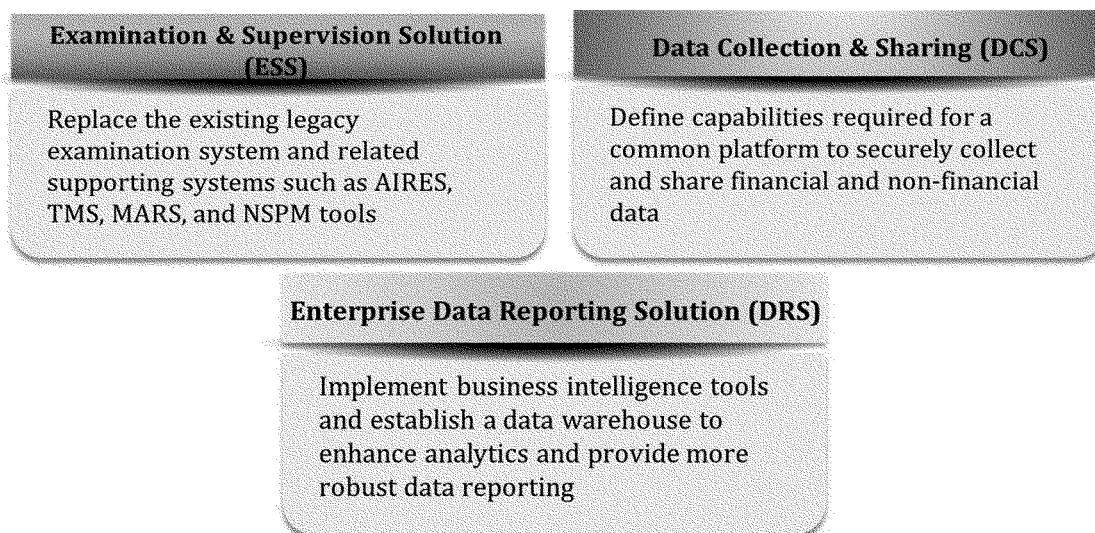 Examination & Supervision Solution
(ESS)
Replace the existing legacy
examination system and related
supporting systems such as AIRES,
TMS, MARS, and NSPM tools
Data Collection & Sharing (DCS)
Define capabilities required for a
common platform to securely collect
and share financial and non-financial
data
Enterprise Data Reporting Solution (DRS)
Implement business intelligence tools
and establish a data warehouse to
enhance analytics and provide more
robust data reporting